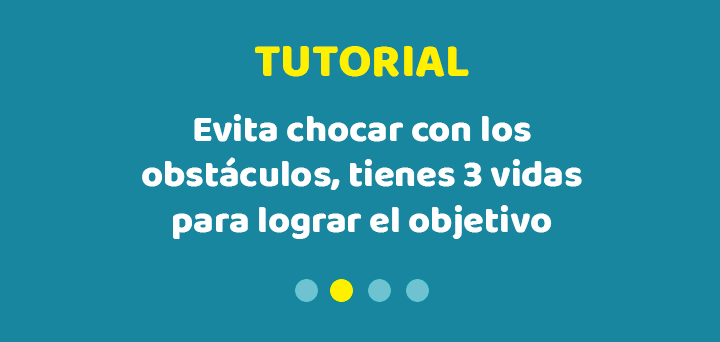 TUTORIAL
Evita chocar con los
obstáculos, tienes 3 vidas
para lograr el objetivo